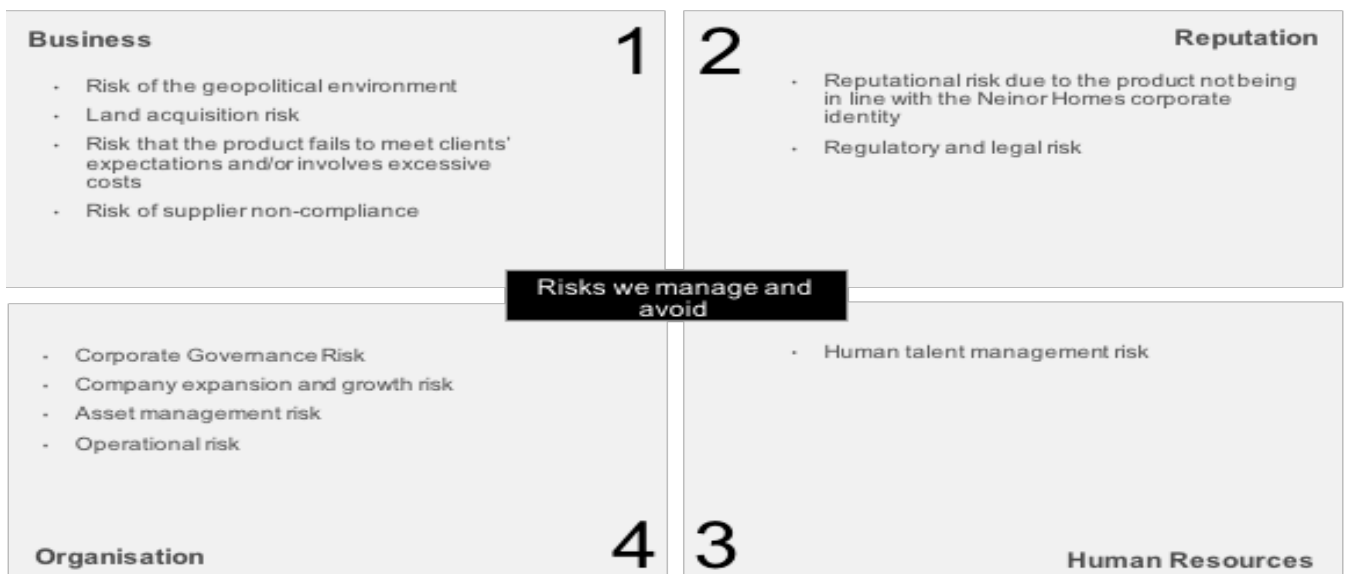 Business
1
· Risk of the geopolitical environment
· Land acquisition risk
· Risk that the product fails to meet clients'
expectations and/or involves excessive
costs
· Risk of supplier non-compliance
2
Reputation
· Reputational risk due to the product not being
in line with the Neinor Homes corporate
identity
· Regulatory and legal risk
Risks we manage and
avoid
· Corporate Governance Risk
· Company expansion and growth risk
· Asset management risk
· Operational risk
Organisation
4
· Human talent management risk
3
Human Resources